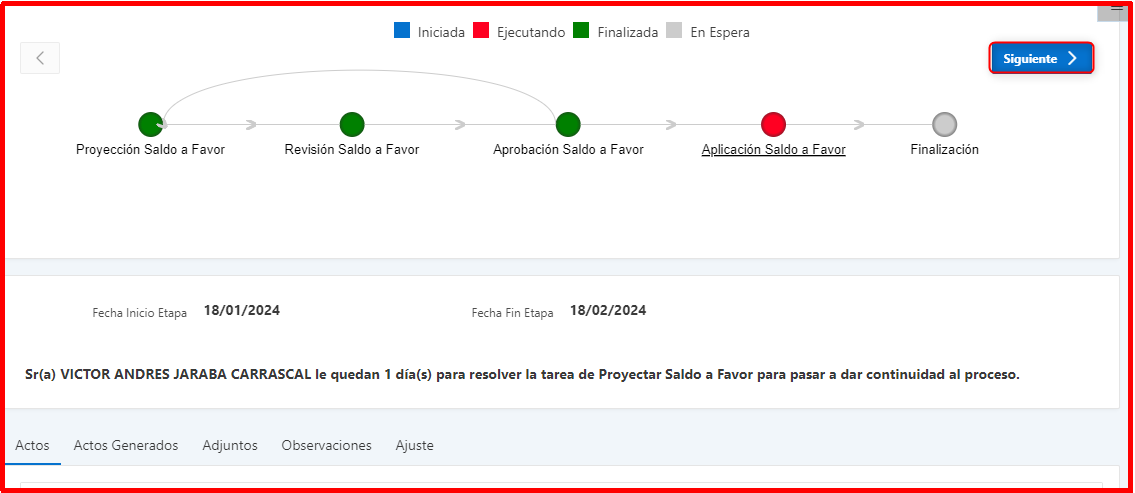 Iniciada Ejecutando Finalizada En Espera
Siguiente
Proyección Saldo a Favor Revisión Saldo a Favor Aprobación Saldo a Favor Aplicación Saldo a Favor Finalización
Fecha Inicio Etapa 18/01/2024 Fecha Fin Etapa 18/02/2024
Sr(a) VICTOR ANDRES JARABA CARRASCAL le quedan 1 día(s) para resolver la tarea de Proyectar Saldo a Favor para pasar a dar continuidad al proceso.
Actos Actos Generados Adjuntos Observaciones Ajuste